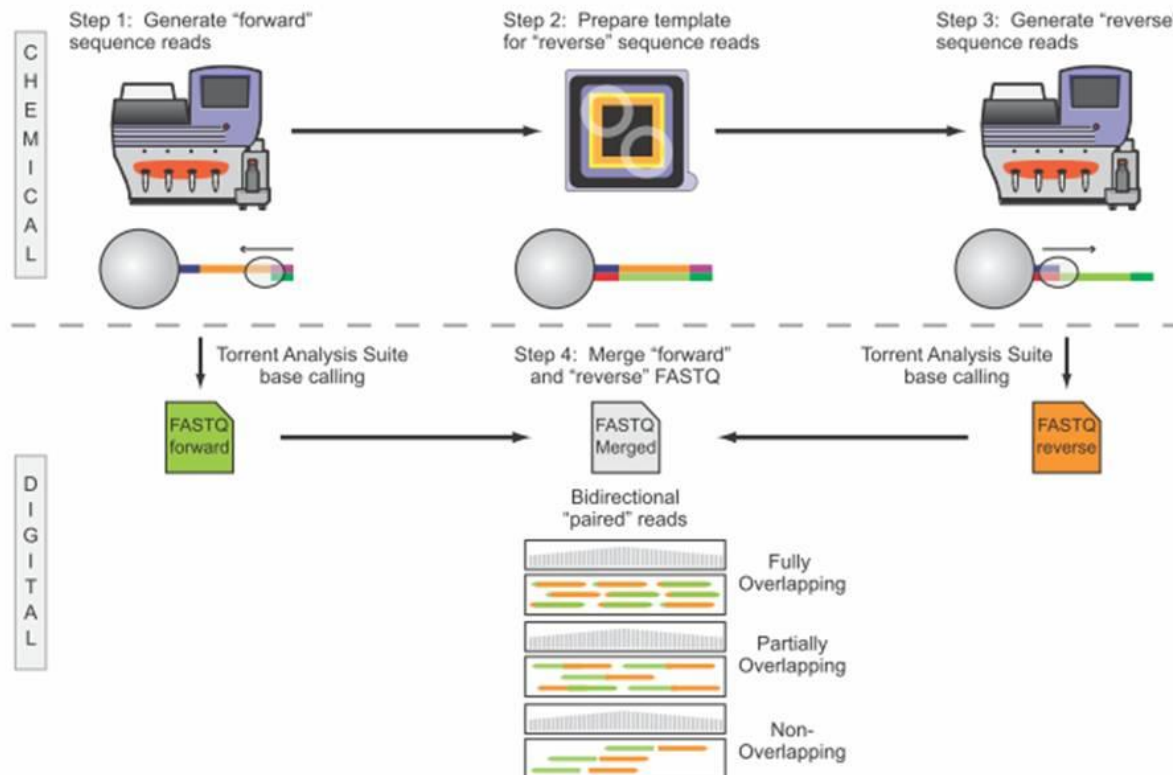 CHEMICAL
Step 1: Generate “forward”
sequence reads
Step 2: Prepare template
for “reverse” sequence reads
Step 3: Generate “reverse
sequence reads
Torrent Analysis Suite
base calling
Step 4: Merge “forward”
and “reverse” FASTQ
Torrent Analysis Suite
base calling
DIGITAL
FASTQ
forward
FASTQ
Merged
FASTQ
reverse
Bidirectional
“paired” reads
Fully
Overlapping
Partially
Overlapping
Non-
Overlapping